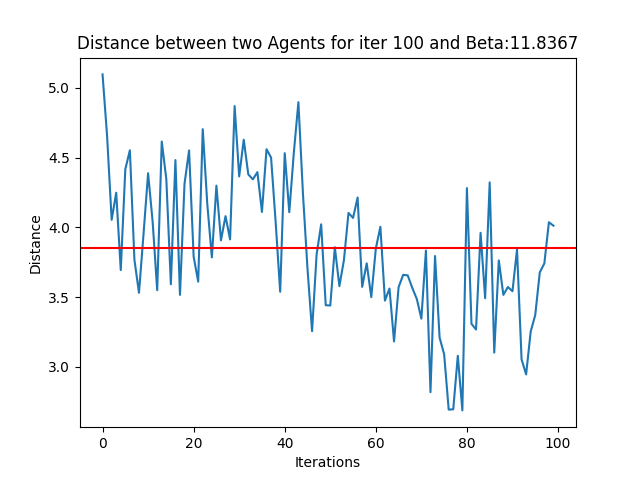 Distance between two Agents for iter 100 and Beta:11.8367
5.0
4.5
4.0
3.5
3.0
Distance
0 20 40 60 80 100
Iterations